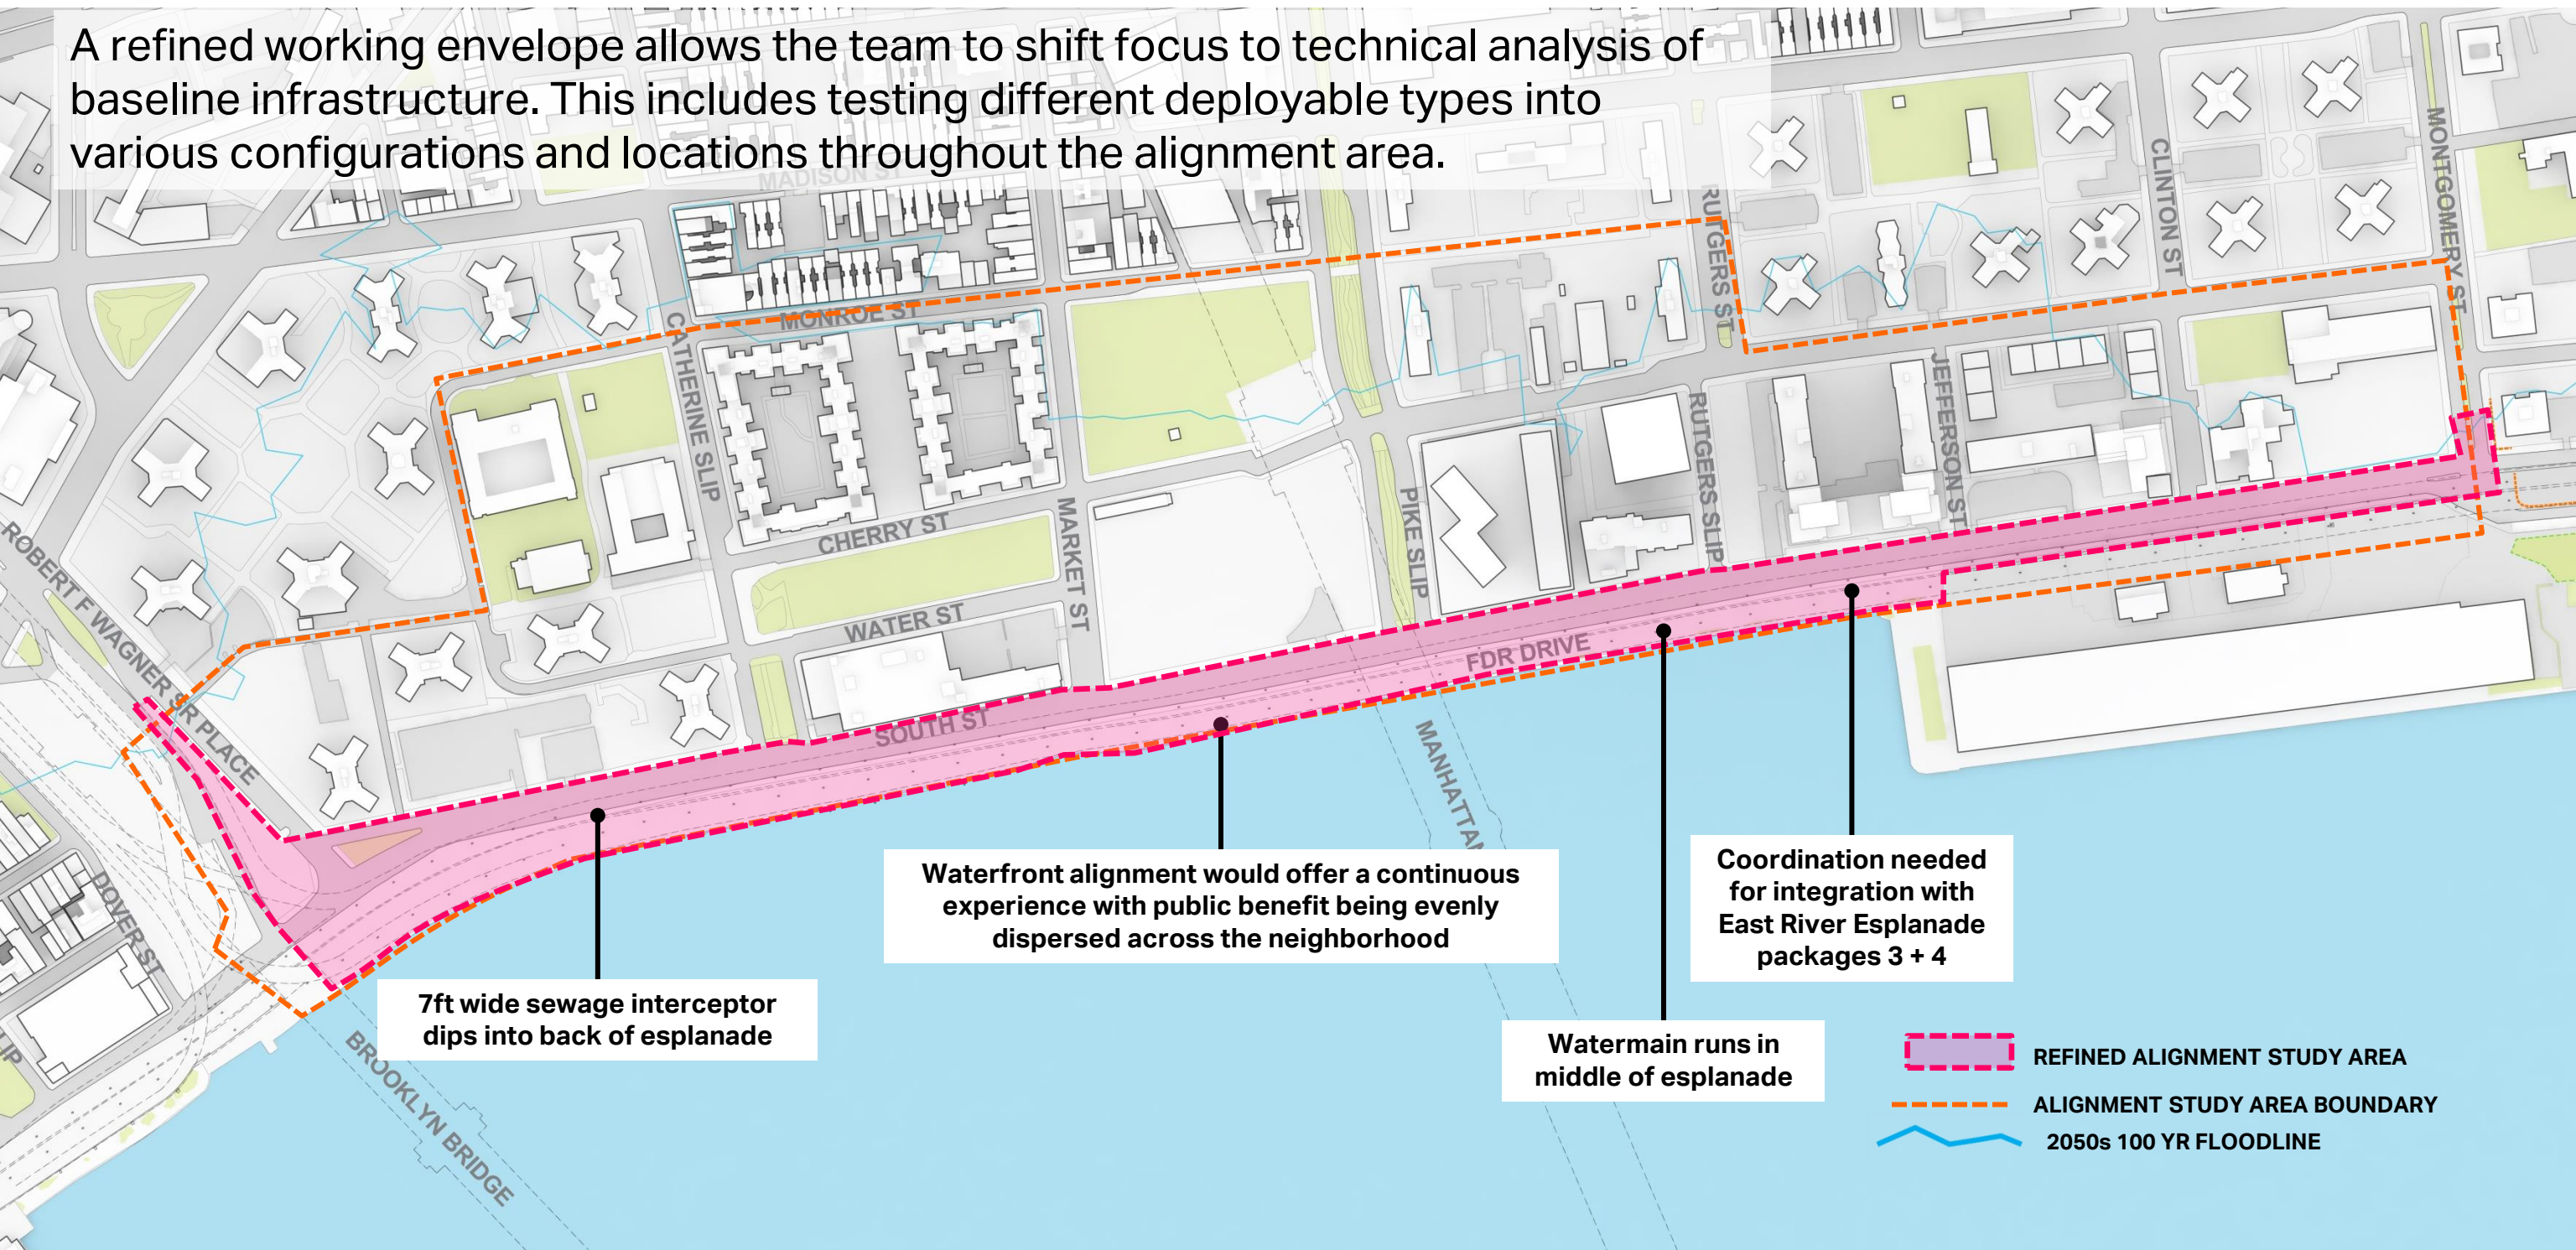 A refined working envelope allows the team to shift focus to technical analysis of
baseline infrastructure. This includes testing different deployable types into
various configurations and locations throughout the alignment area.
MADISON ST
MONROE ST
CATHERINE SLIP
CHERRY ST
MARKET ST
WATER ST
SOUTH ST
PIKE SLIP
RUTGERS ST
RUTGERS SLIP
JEFFERSON ST
CLINTON ST
MONTGOMERY ST
FDR DRIVE
ROBERT F WAGNER SR PLACE
DOVER ST
BROOKLYN BRIDGE
MANHATTAN
7ft wide sewage interceptor
dips into back of esplanade
Waterfront alignment would offer a continuous
experience with public benefit being evenly
dispersed across the neighborhood
Watermain runs in
middle of esplanade
Coordination needed
for integration with
East River Esplanade
packages 3 + 4
REFINED ALIGNMENT STUDY AREA
ALIGNMENT STUDY AREA BOUNDARY
2050s 100 YR FLOODLINE